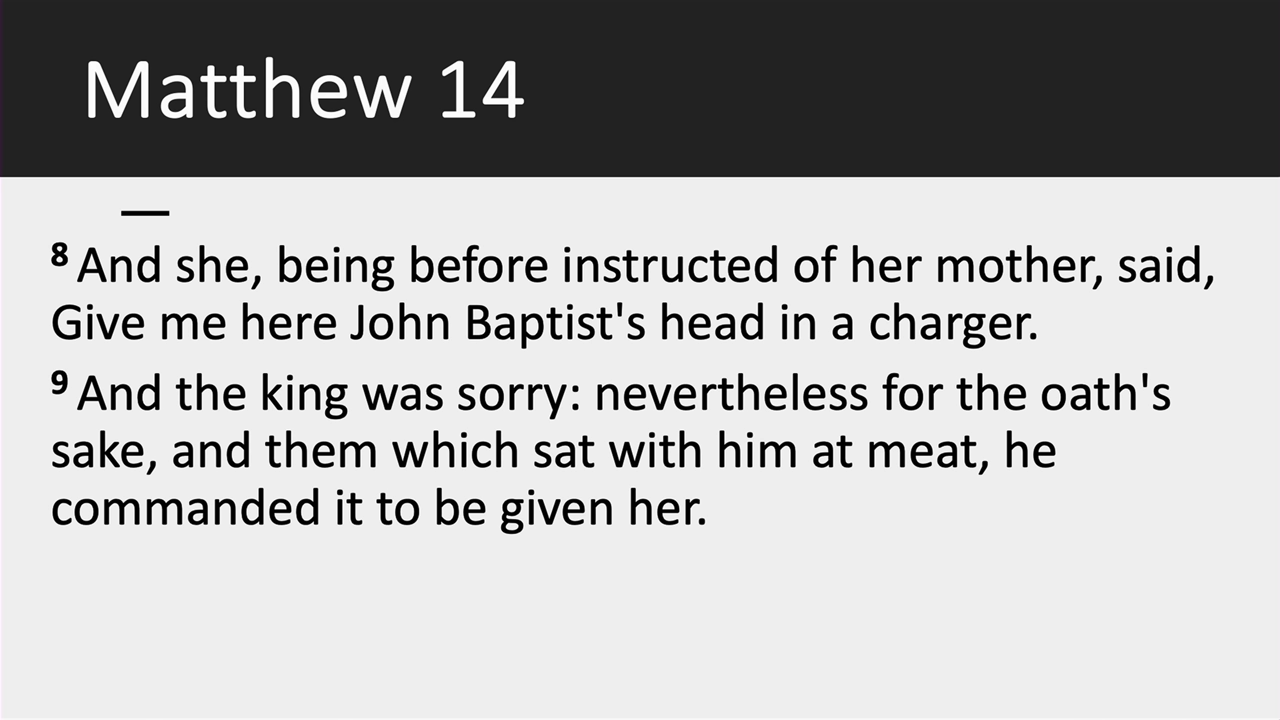 Matthew 14
8 And she, being before instructed of her mother, said,
Give me here John Baptist's head in a charger.
9 And the king was sorry: nevertheless for the oath's
sake, and them which sat with him at meat, he
commanded it to be given her.